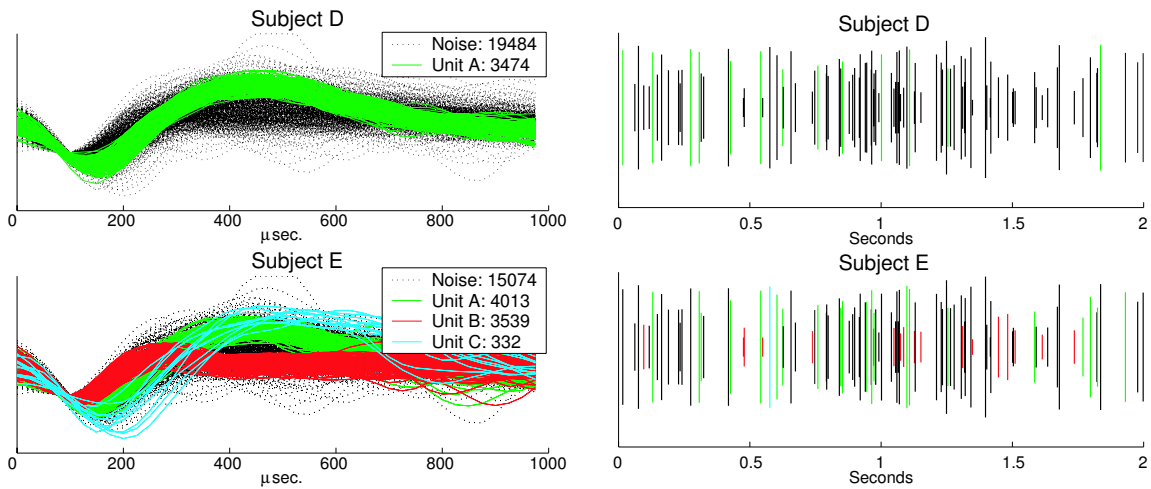 Subject D
Noise: 19484
Unit A: 3474
0 200 400 600 800 1000
μsec.
Subject D
0 0.5 1 1.5 2
Seconds
Subject E
Noise: 15074
Unit A: 4013
Unit B: 3539
Unit C: 332
0 200 400 600 800 1000
μsec.
Subject E
0 0.5 1 1.5 2
Seconds